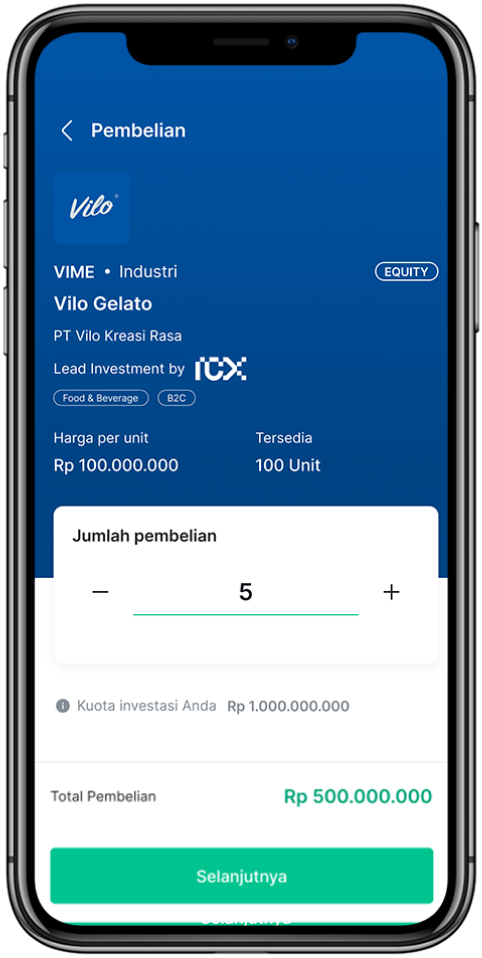 Pembelian
Vilo®
VIME • Industri
EQUITY
Vilo Gelato
PT Vilo Kreasi Rasa
Lead Investment by ICX
Food & Beverage B2C
Harga per unit Tersedia
Rp 100.000.000 100 Unit
Jumlah pembelian
− 5 +
Kuota investasi Anda Rp 1.000.000.000
Total Pembelian Rp 500.000.000
Selanjutnya
Selanjutnya